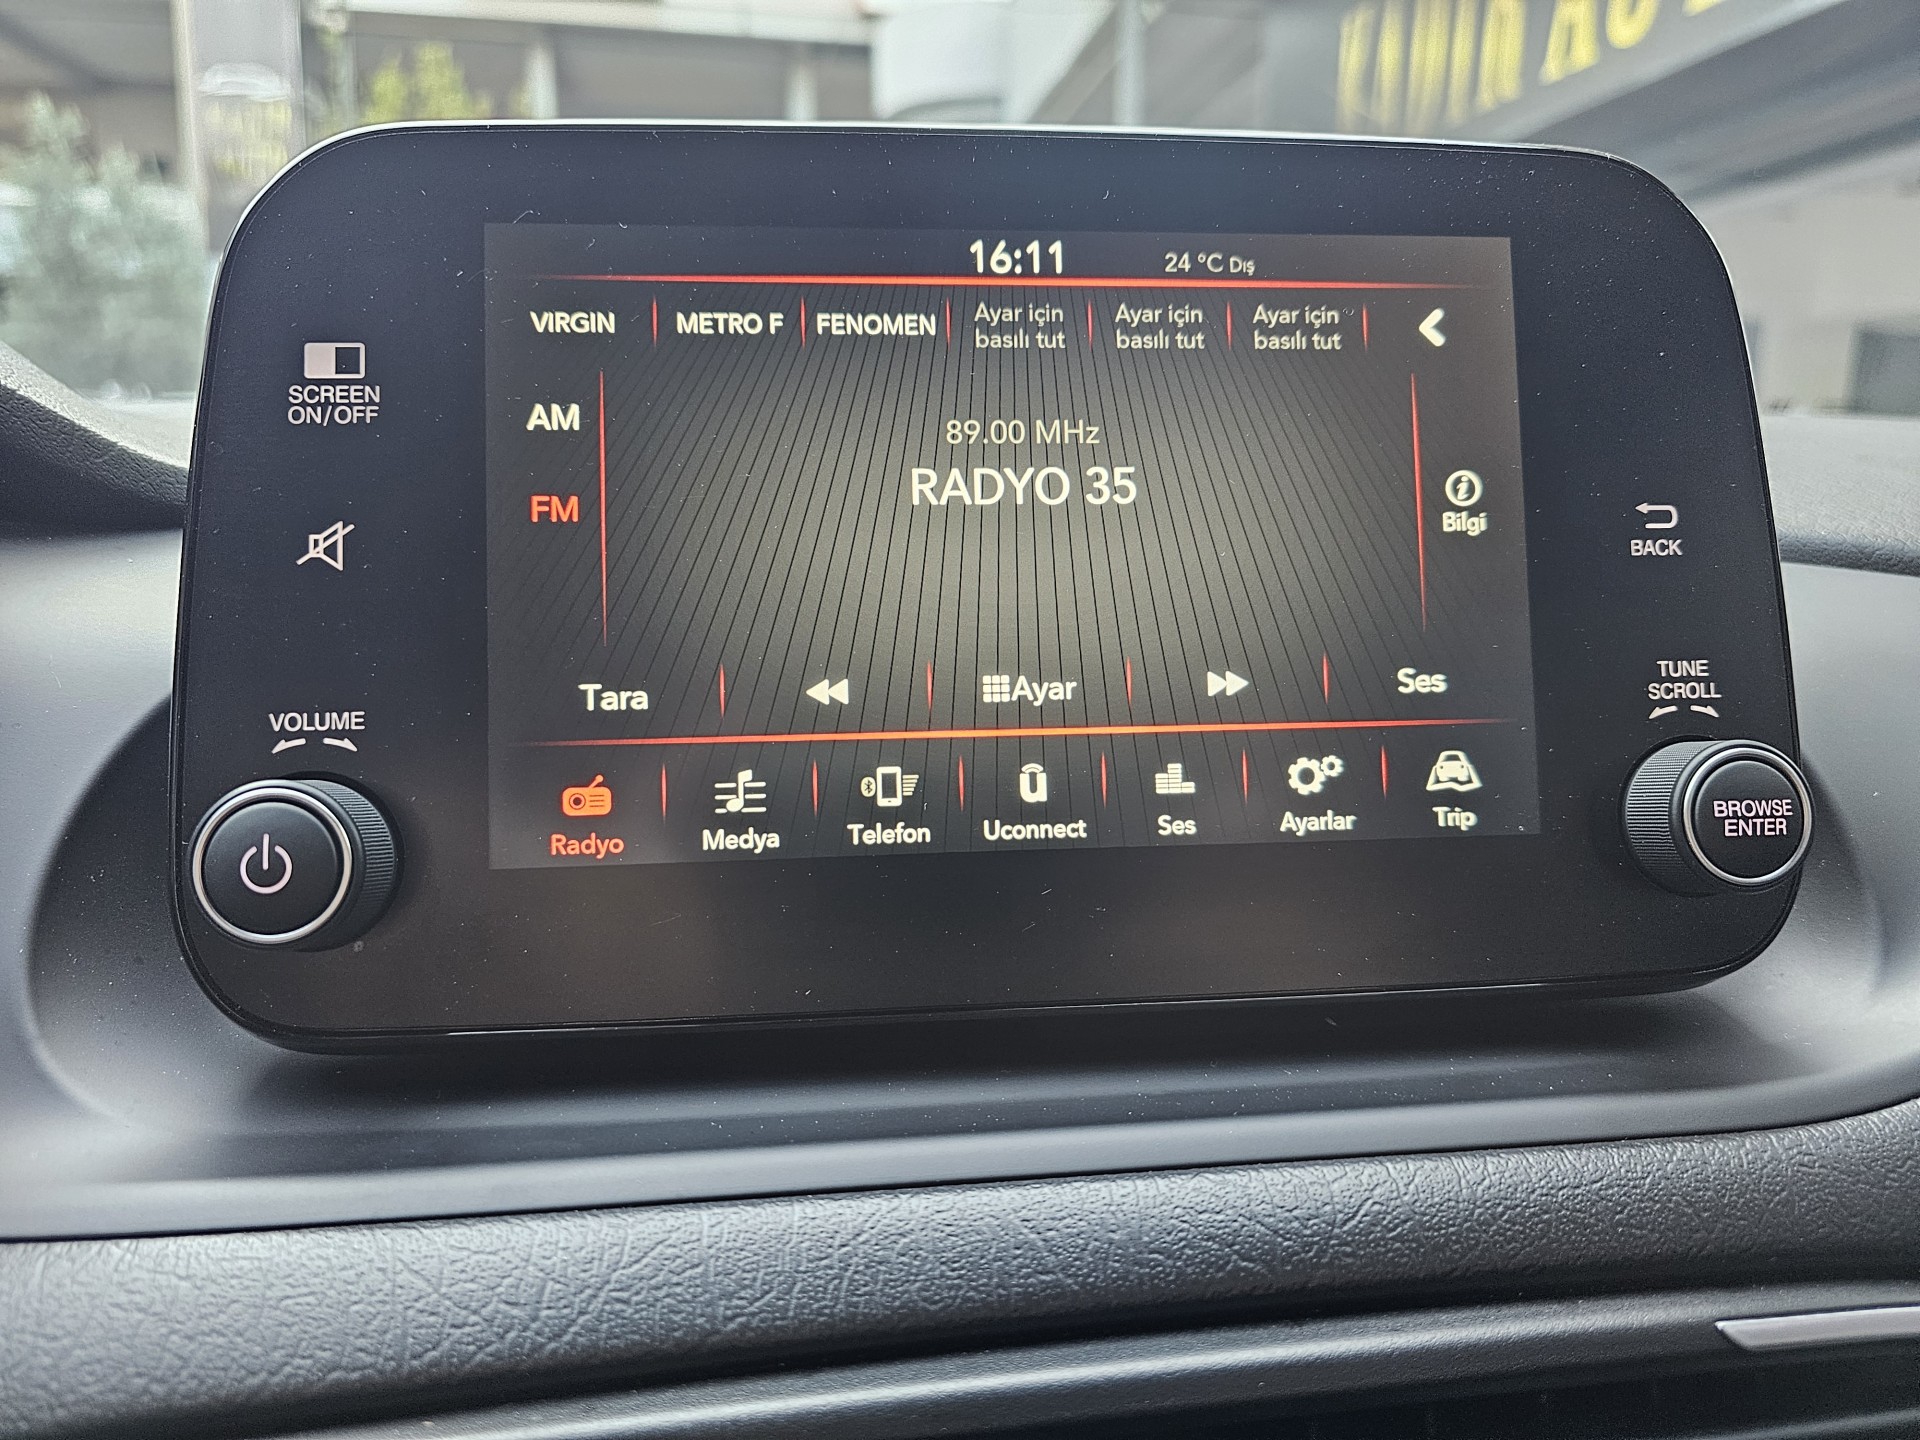 16:11
24 °C Dış
VIRGIN
METRO F
FENOMEN
Ayar için
basılı tut
Ayar için
basılı tut
Ayar için
basılı tut
SCREEN
ON/OFF
AM
89.00 MHz
RADYO 35
FM
Bilgi
BACK
TUNE
SCROLL
Tara
Ayar
Ses
VOLUME
Radyo
Medya
Telefon
Uconnect
Ses
Ayarlar
Trip
BROWSE
ENTER